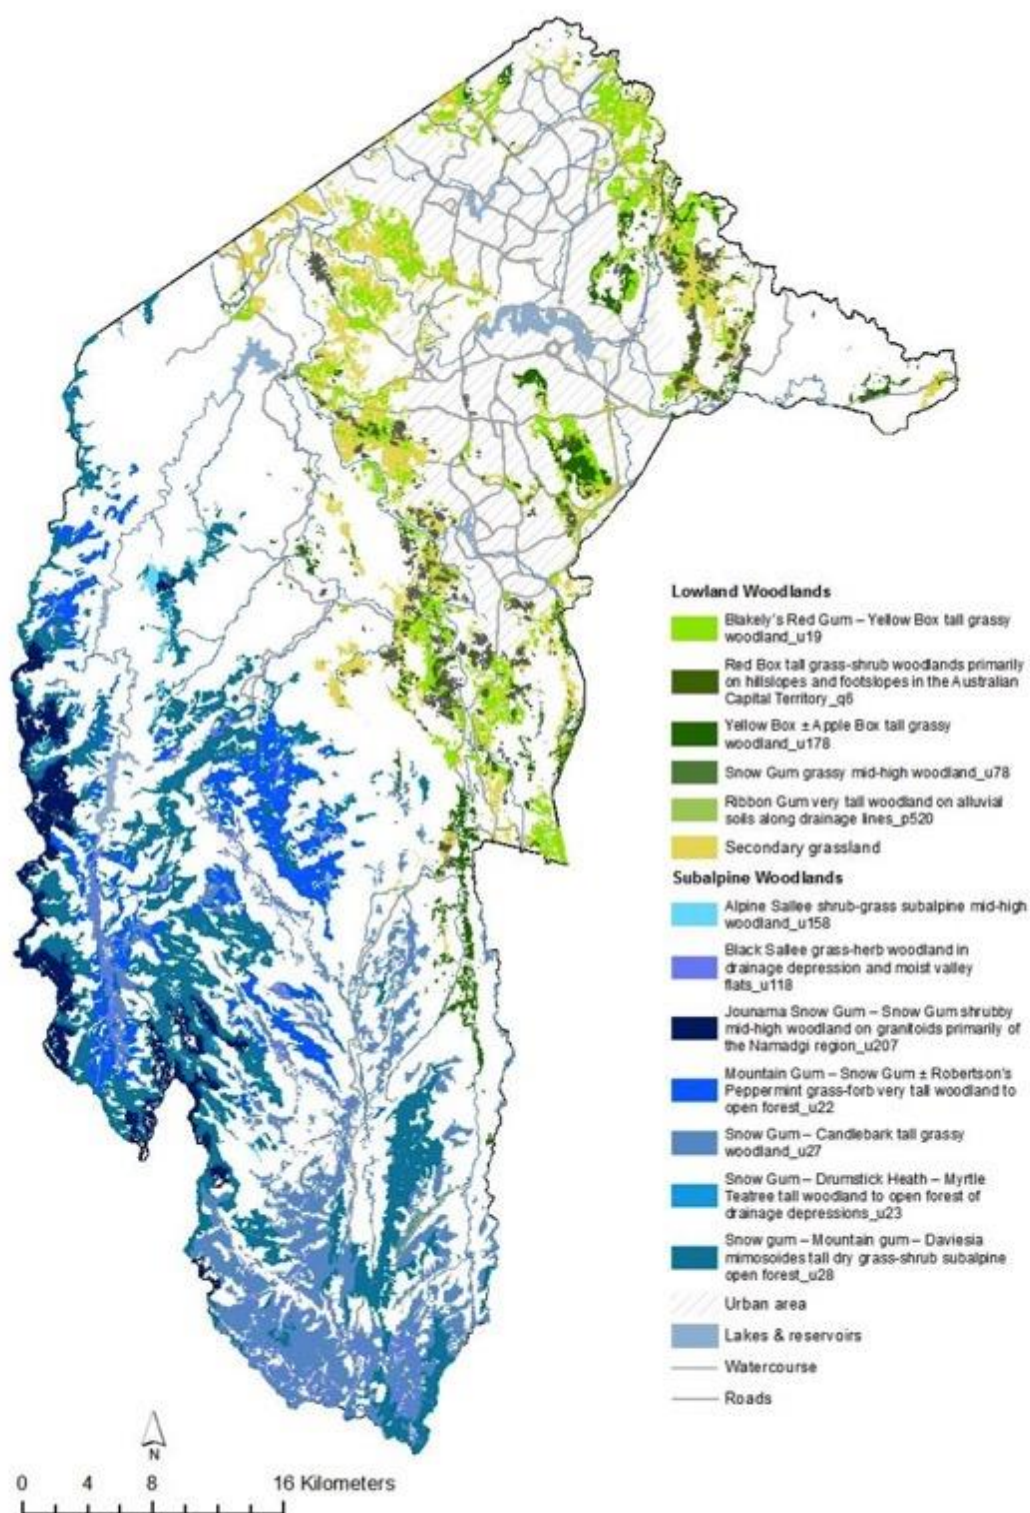 Lowland Woodlands
Blakely's Red Gum – Yellow Box tall grassy
woodland_u19
Red Box tall grass-shrub woodlands primarily
on hillslopes and footslopes in the Australian
Capital Territory_q6
Yellow Box ± Apple Box tall grassy
woodland_u178
Snow Gum grassy mid-high woodland_u78
Ribbon Gum very tall woodland on alluvial
soils along drainage lines_p520
Secondary grassland
Subalpine Woodlands
Alpine Sallee shrub-grass subalpine mid-high
woodland_u158
Black Sallee grass-herb woodland in
drainage depression and moist valley
flats_u118
Jounama Snow Gum – Snow Gum shrubby
mid-high woodland on granitoids primarily of
the Namadgi region_u207
Mountain Gum – Snow Gum ± Robertson's
Peppermint grass-forb very tall woodland to
open forest_u22
Snow Gum – Candlebark tall grassy
woodland_u27
Snow Gum – Drumstick Heath – Myrtle
Teatree tall woodland to open forest of
drainage depressions_u23
Snow gum – Mountain gum – Daviesia
mimosoides tall dry grass-shrub subalpine
open forest_u28
Urban area
Lakes & reservoirs
Watercourse
Roads
N
0 4 8 16 Kilometers